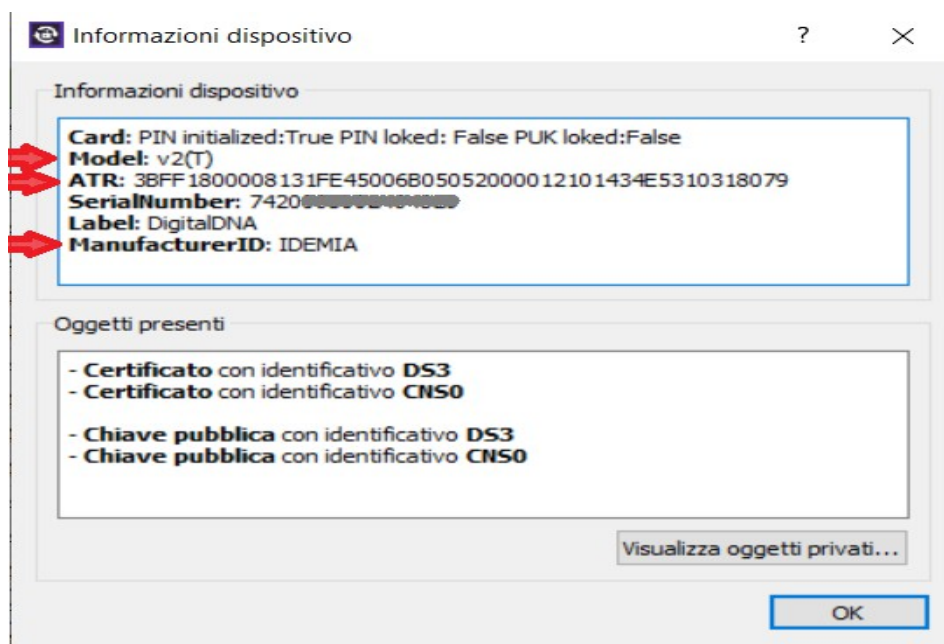 Informazioni dispositivo
? ×
Informazioni dispositivo
Card: PIN initialized:True PIN loked: False PUK loked:False
Model: v2(T)
ATR: 3BFF1800008131FE45006B05052000012101434E5310318079
SerialNumber:
Label: DigitalDNA
ManufacturerID: IDEMIA
Oggetti presenti
- Certificato con identificativo DS3
- Certificato con identificativo CNS0
- Chiave pubblica con identificativo DS3
- Chiave pubblica con identificativo CNS0
Visualizza oggetti privati...
OK